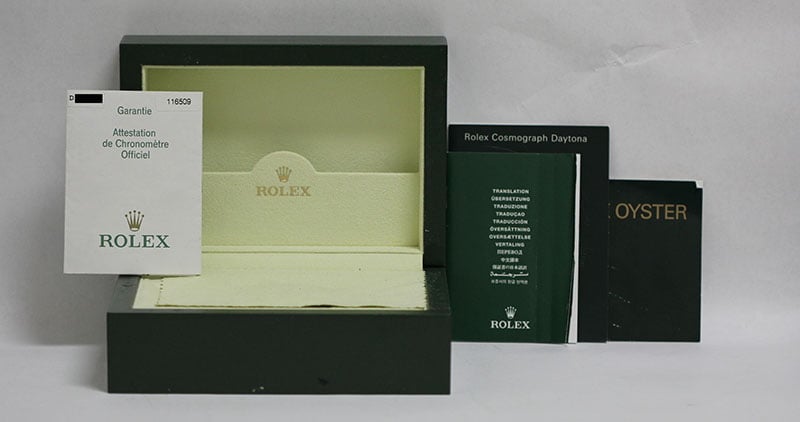 D
116509
Garantie
Attestation
de Chronomètre
Officiel
ROLEX
ROLEX
Rolex Cosmograph Daytona
TRANSLATION
ÜBERSETZUNG
TRADUZIONE
TRADUÇAO
TRADUCCIÓN
ÖVERSÄTTNING
OVERSÆTTELSE
VERTALING
ПЕРЕВОД
ROLEX
OYSTER